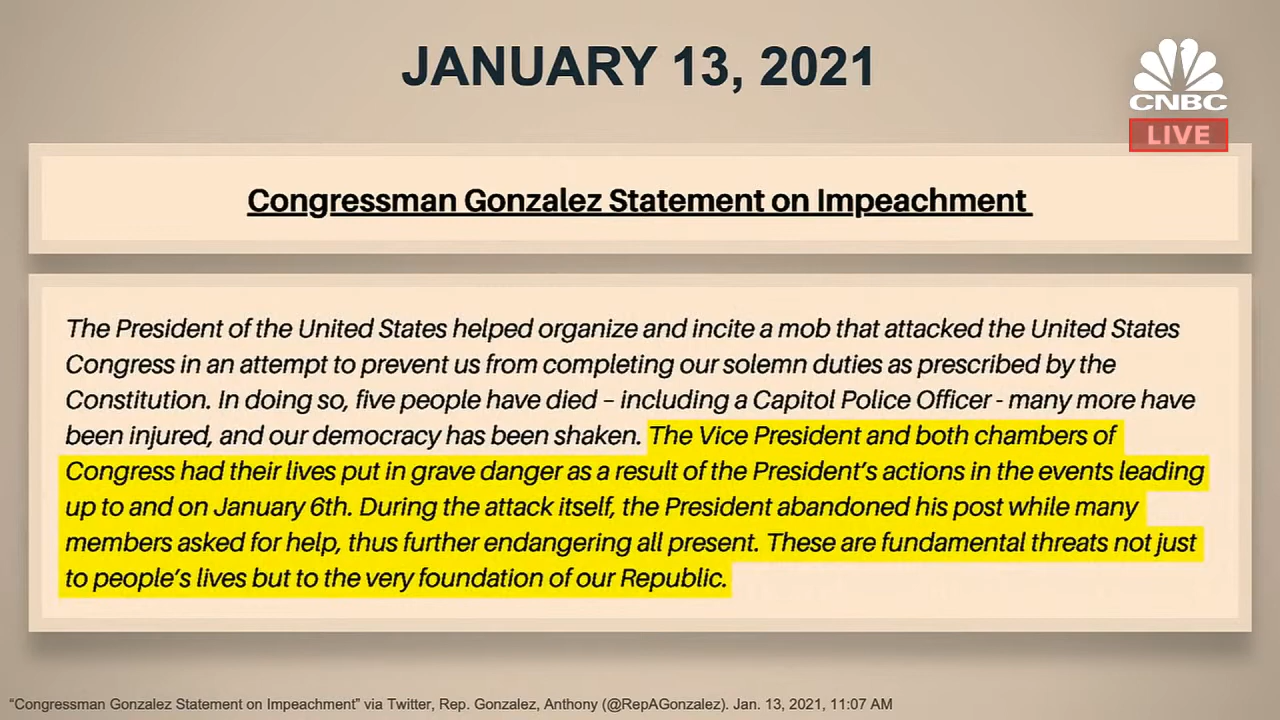 JANUARY 13, 2021
CNBC
LIVE
Congressman Gonzalez Statement on Impeachment
The President of the United States helped organize and incite a mob that attacked the United States
Congress in an attempt to prevent us from completing our solemn duties as prescribed by the
Constitution. In doing so, five people have died – including a Capitol Police Officer - many more have
been injured, and our democracy has been shaken. The Vice President and both chambers of
Congress had their lives put in grave danger as a result of the President’s actions in the events leading
up to and on January 6th. During the attack itself, the President abandoned his post while many
members asked for help, thus further endangering all present. These are fundamental threats not just
to people’s lives but to the very foundation of our Republic.
“Congressman Gonzalez Statement on Impeachment” via Twitter, Rep. Gonzalez, Anthony (@RepAGonzalez). Jan. 13, 2021, 11:07 AM